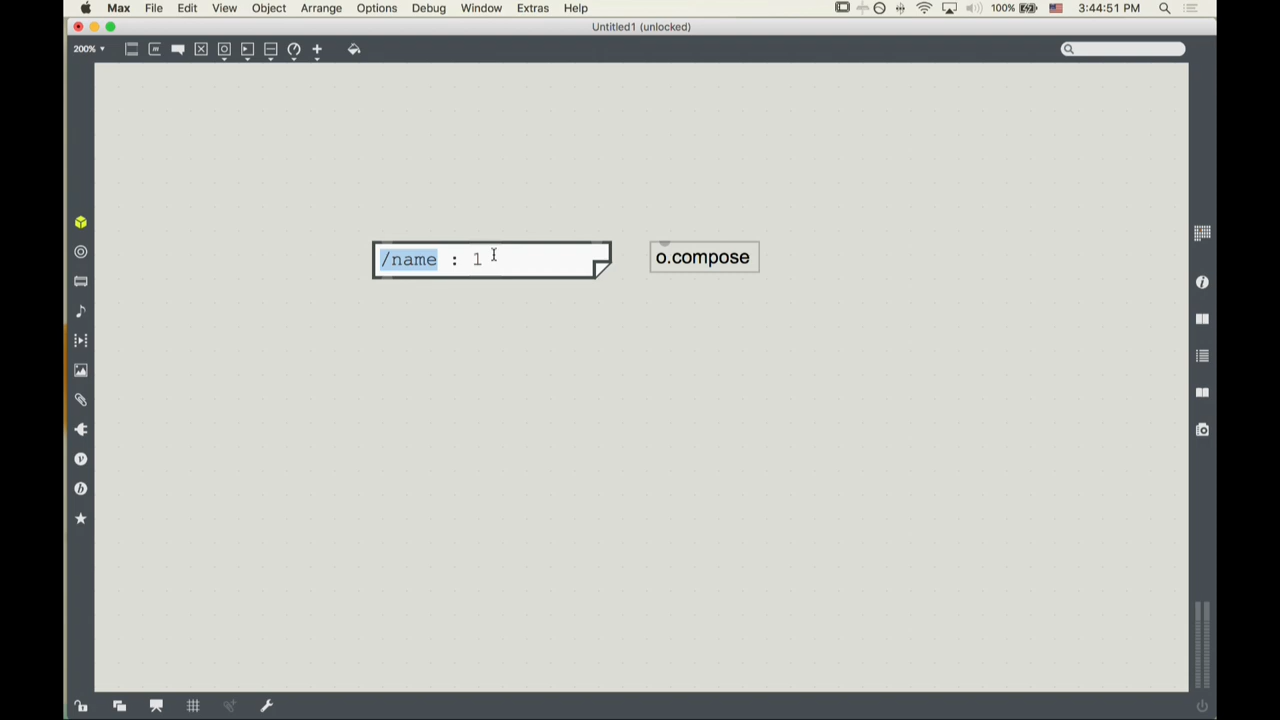 Max File Edit View Object Arrange Options Debug Window Extras Help 100% 3:44:51 PM
Untitled1 (unlocked)
200%
/name : 1
o.compose